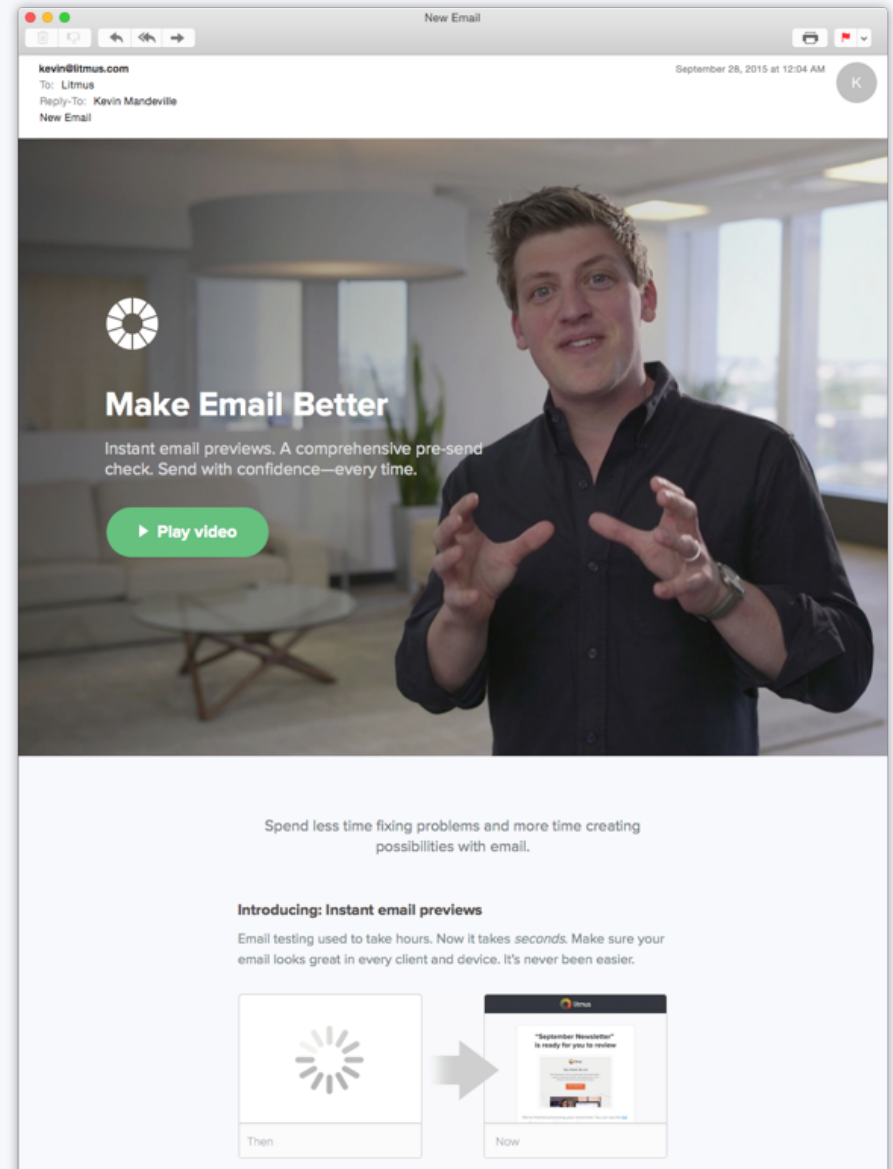 New Email
kevin@litmus.com
September 28, 2015 at 12:04 AM
K
To: Litmus
Reply-To: Kevin Mandeville
New Email
Make Email Better
Instant email previews. A comprehensive pre-send
check. Send with confidence—every time.
Play video
Spend less time fixing problems and more time creating
possibilities with email.
Introducing: Instant email previews
Email testing used to take hours. Now it takes seconds. Make sure your
email looks great in every client and device. It's never been easier.
litmus
"September Newsletter"
is ready for you to review
Then
Now